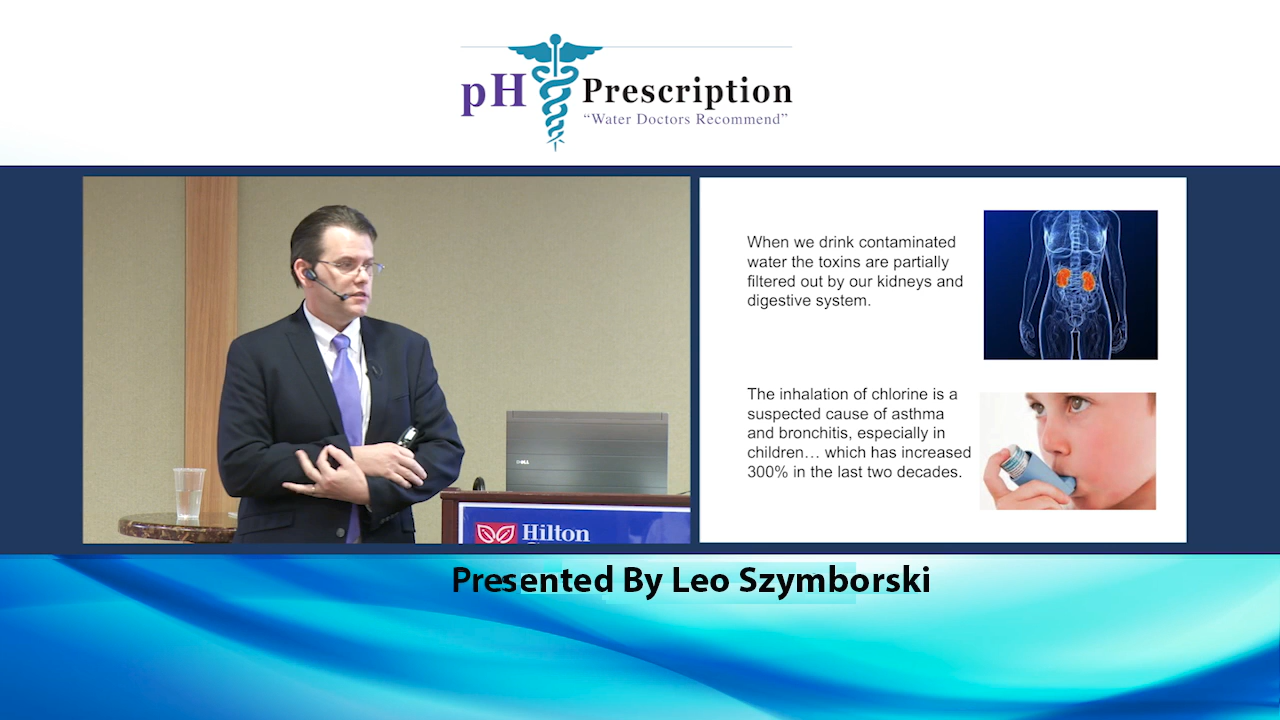 pH Prescription
“Water Doctors Recommend”
When we drink contaminated
water the toxins are partially
filtered out by our kidneys and
digestive system.
The inhalation of chlorine is a
suspected cause of asthma
and bronchitis, especially in
children… which has increased
300% in the last two decades.
DELL
Hilton
Presented By Leo Szymborski